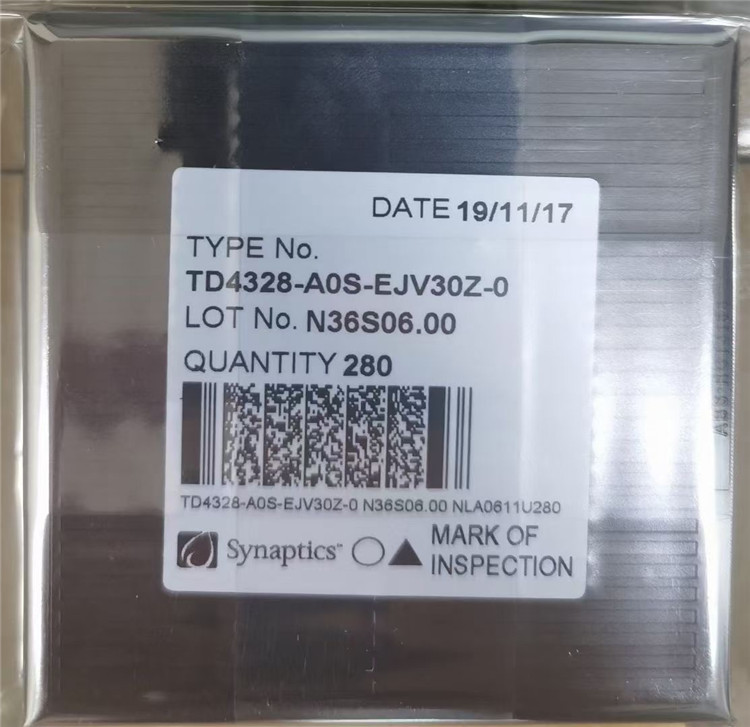 DATE 19/11/17
TYPE No.
TD4328-A0S-EJV30Z-0
LOT No. N36S06.00
QUANTITY 280
TD4328-A0S-EJV30Z-0 N36S06.00 NLA0611U280
Synaptics™
MARK OF
INSPECTION